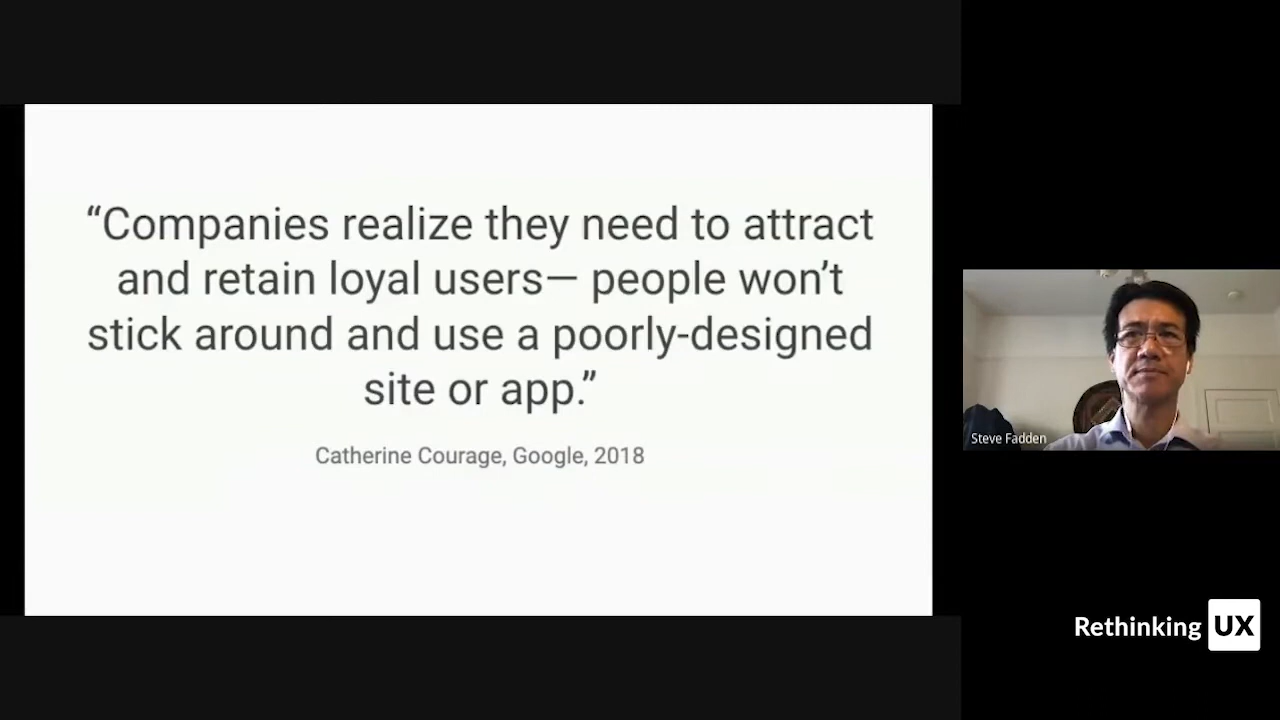 “Companies realize they need to attract
and retain loyal users— people won’t
stick around and use a poorly-designed
site or app.”
Catherine Courage, Google, 2018
Steve Fadden
Rethinking UX